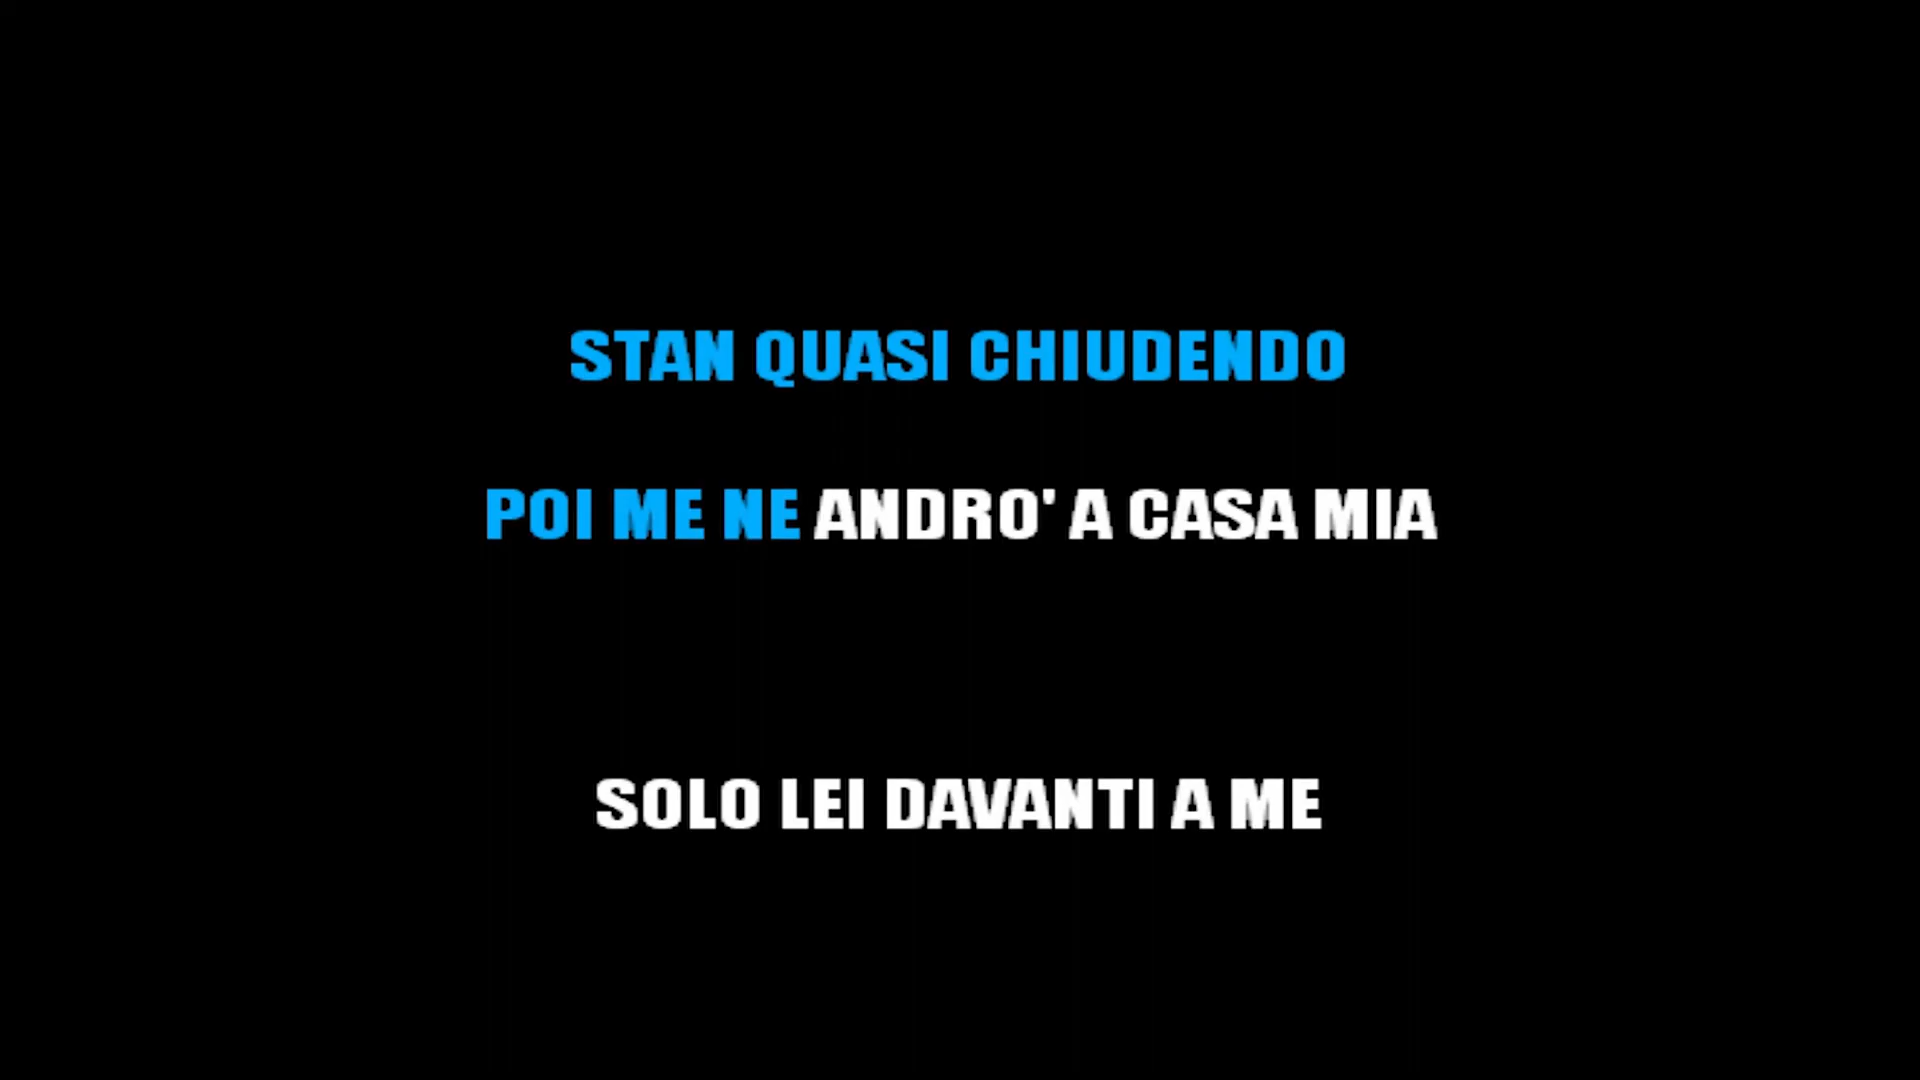 STAN QUASI CHIUDENDO
POI ME NE ANDRO' A CASA MIA
SOLO LEI DAVANTI A ME